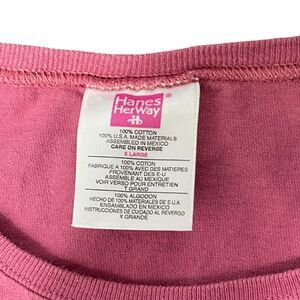 Hanes
HerWay
100% COTTON
100% U.S.A. MADE MATERIALS
ASSEMBLED IN MEXICO
CARE ON REVERSE
X LARGE
100% COTON
FABRIQUE A 100% AVEC DES MATIERES
PROVENANT DES E-U
ASSEMBLE AU MEXIQUE
VOIR VERSO POUR ENTRETIEN
T GRAND
100% ALGODON
HECHO DE 100% MATERIALES DE E.U.A.
ENSAMBLADO EN MEXICO
INSTRUCCIONES DE CUIDADO AL REVERSO
X GRANDE